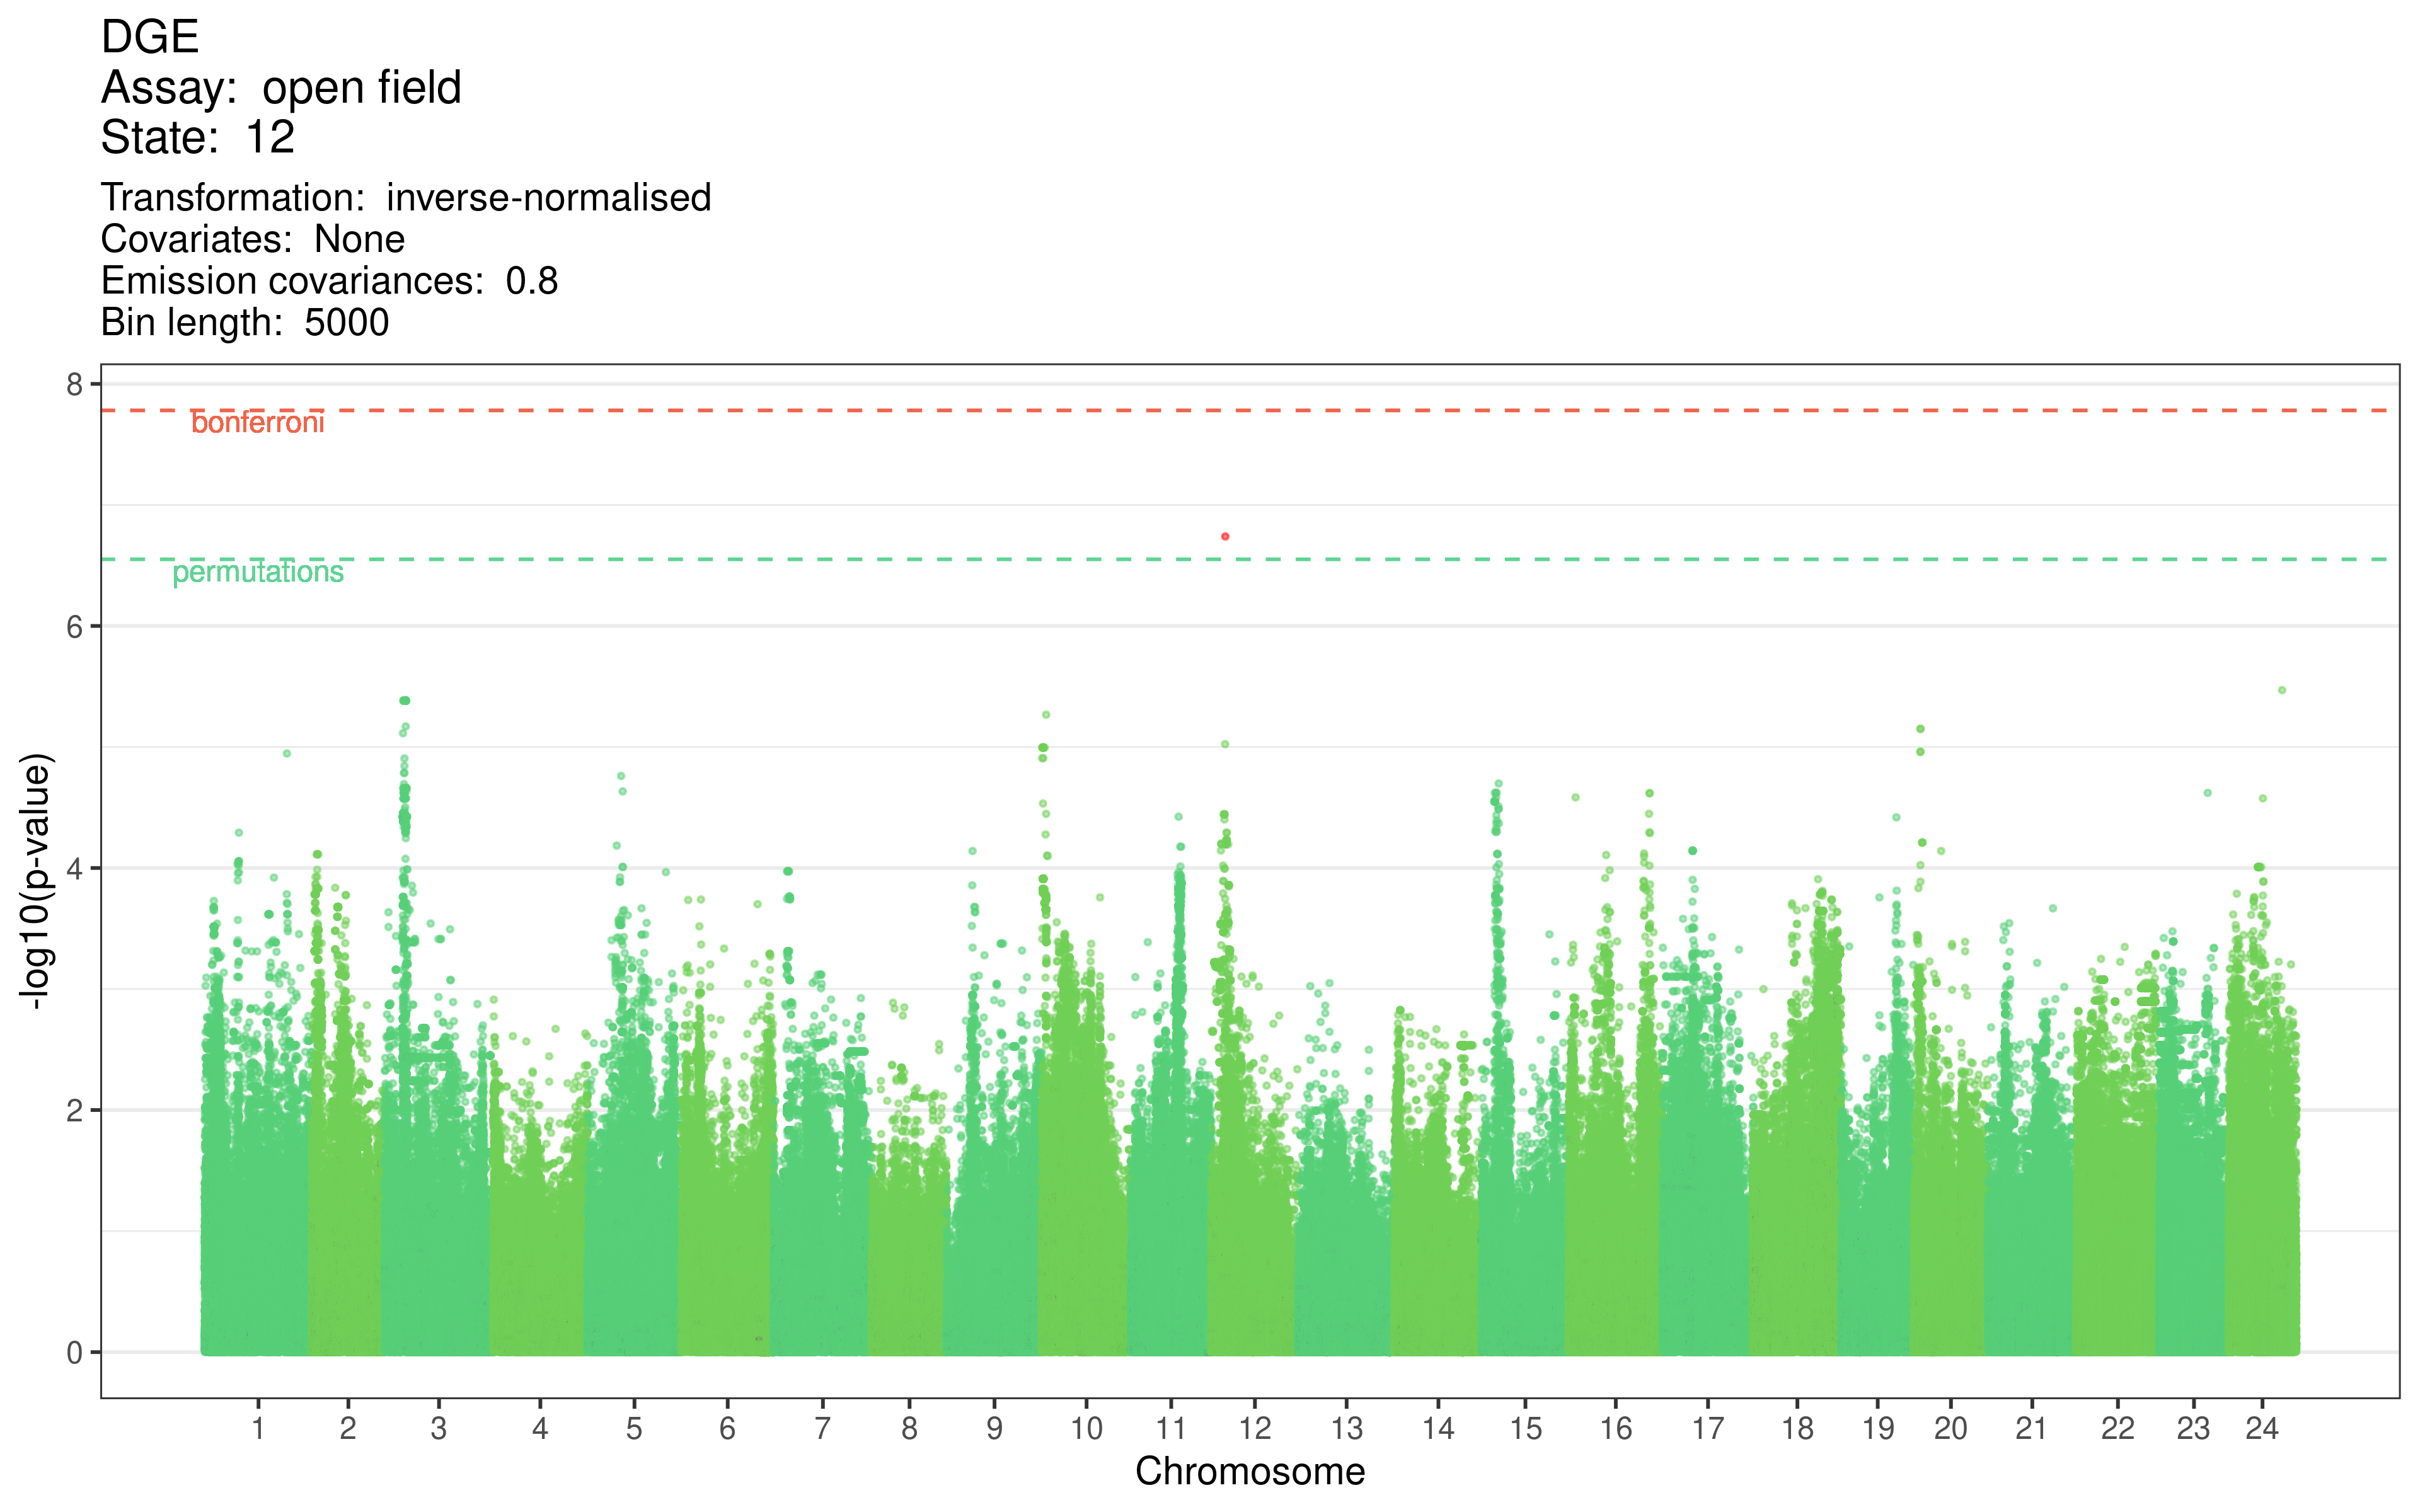 DGE
Assay: open field
State: 12
Transformation: inverse-normalised
Covariates: None
Emission covariances: 0.8
Bin length: 5000
8
bonferroni
permutations
6
4
2
0
-log10(p-value)
1 2 3 4 5 6 7 8 9 10 11 12 13 14 15 16 17 18 19 20 21 22 23 24
Chromosome